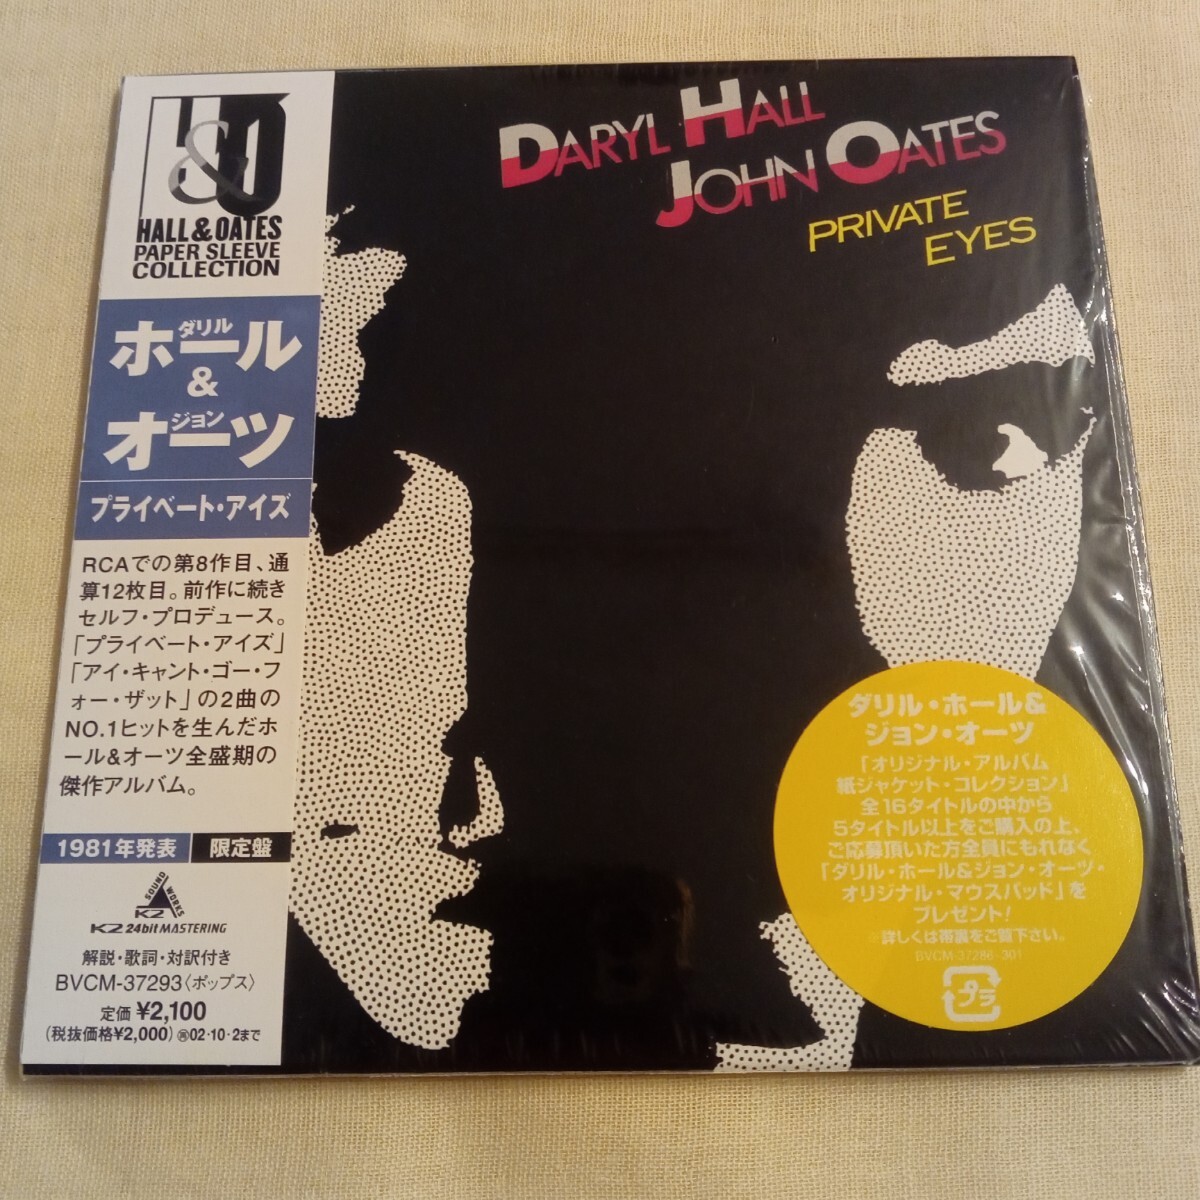 H&O
HALL & OATES
PAPER SLEEVE
COLLECTION
ダリル
ホール
&
ジョン
オーツ
プライベート・アイズ
RCAでの第8作目、通
算12枚目。前作に続き
セルフ・プロデュース。
「プライベート・アイズ」
「アイ・キャント・ゴー・フ
ォー・ザット」の2曲の
NO.1ヒットを生んだホ
ール&オーツ全盛期の
傑作アルバム。
1981年発表 限定盤
SOUND WORKS
K2
K2 24bit MASTERING
解説・歌詞・対訳付き
BVCM-37293〈ポップス〉
定価 ¥2,100
(税抜価格¥2,000) 再02・10・2まで
DARYL HALL
JOHN OATES
PRIVATE
EYES
ダリル・ホール&
ジョン・オーツ
「オリジナル・アルバム
紙ジャケット・コレクション」
全16タイトルの中から
5タイトル以上をご購入の上、
ご応募頂いた方全員にもれなく
「ダリル・ホール&ジョン・オーツ・
オリジナル・マウスパッド」を
プレゼント!
※詳しくは帯裏をご覧下さい。
BVCM-37286~301
プラ